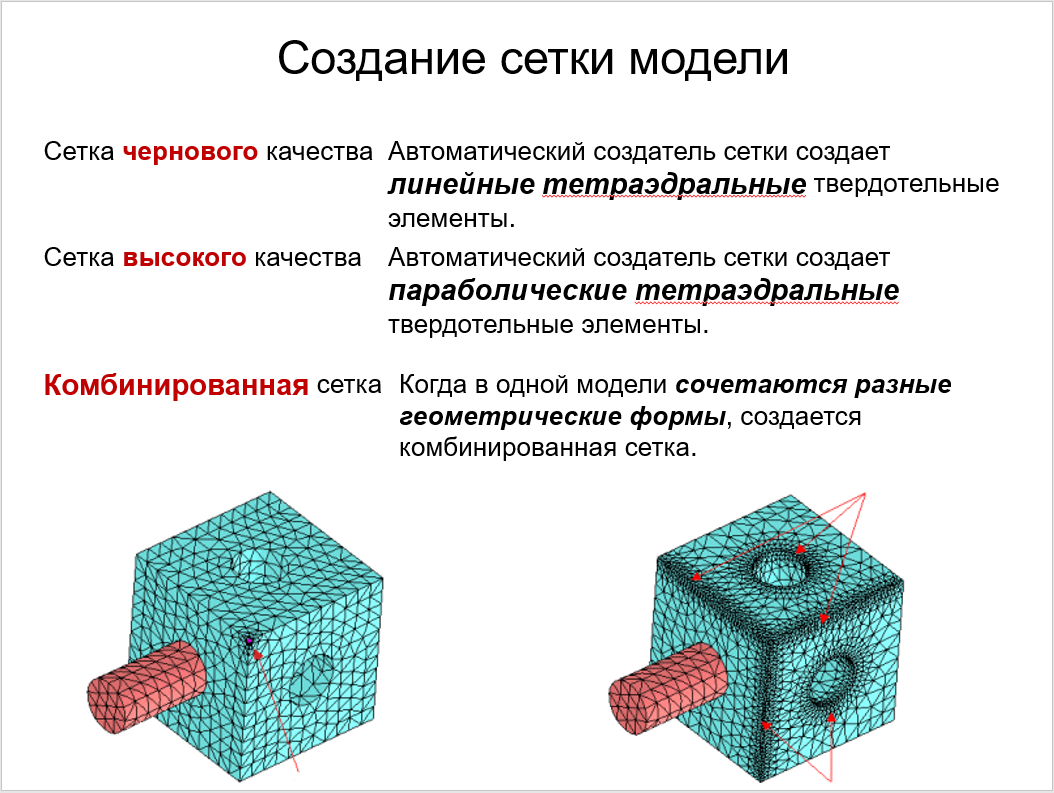 Создание сетки модели
Сетка чернового качества Автоматический создатель сетки создает
линейные тетраэдральные твердотельные
элементы.
Сетка высокого качества Автоматический создатель сетки создает
параболические тетраэдральные
твердотельные элементы.
Комбинированная сетка Когда в одной модели сочетаются разные
геометрические формы, создается
комбинированная сетка.